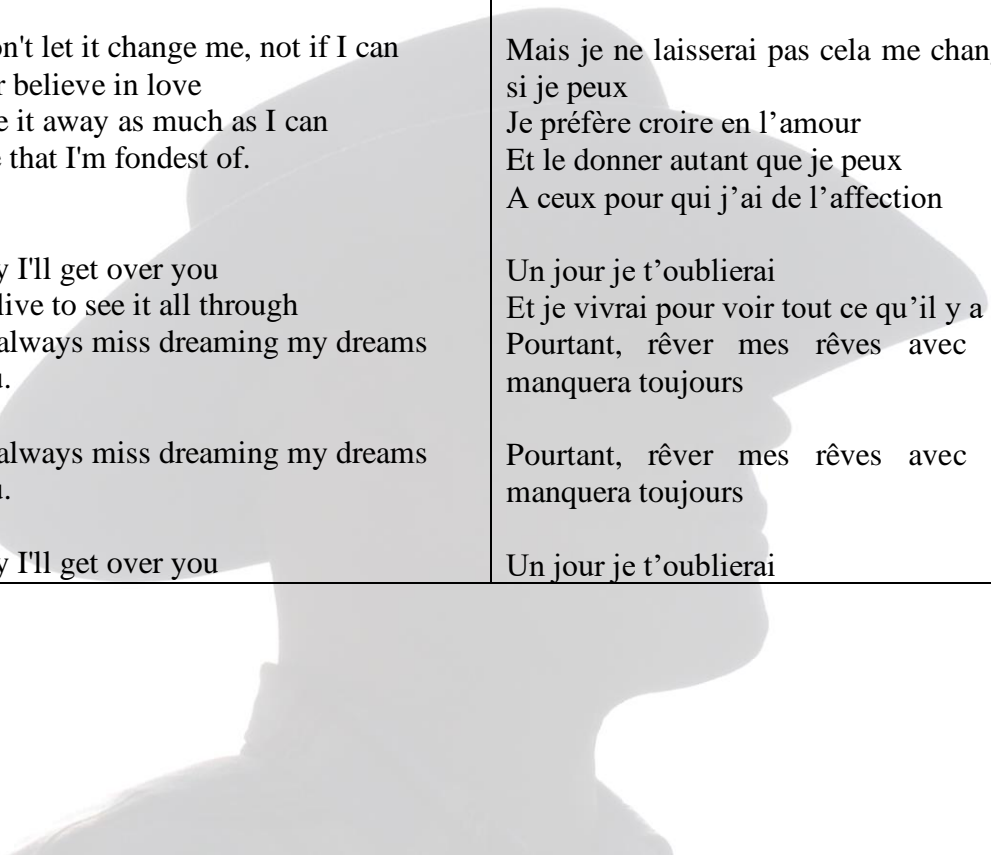 n't let it change me, not if I can
believe in love
it away as much as I can
that I'm fondest of.
I'll get over you
live to see it all through
always miss dreaming my dreams
always miss dreaming my dreams
I'll get over you
Mais je ne laisserai pas cela me chan
si je peux
Je préfère croire en l’amour
Et le donner autant que je peux
A ceux pour qui j’ai de l’affection
Un jour je t’oublierai
Et je vivrai pour voir tout ce qu’il y a
Pourtant, rêver mes rêves avec
manquera toujours
Pourtant, rêver mes rêves avec
manquera toujours
Un jour je t’oublierai